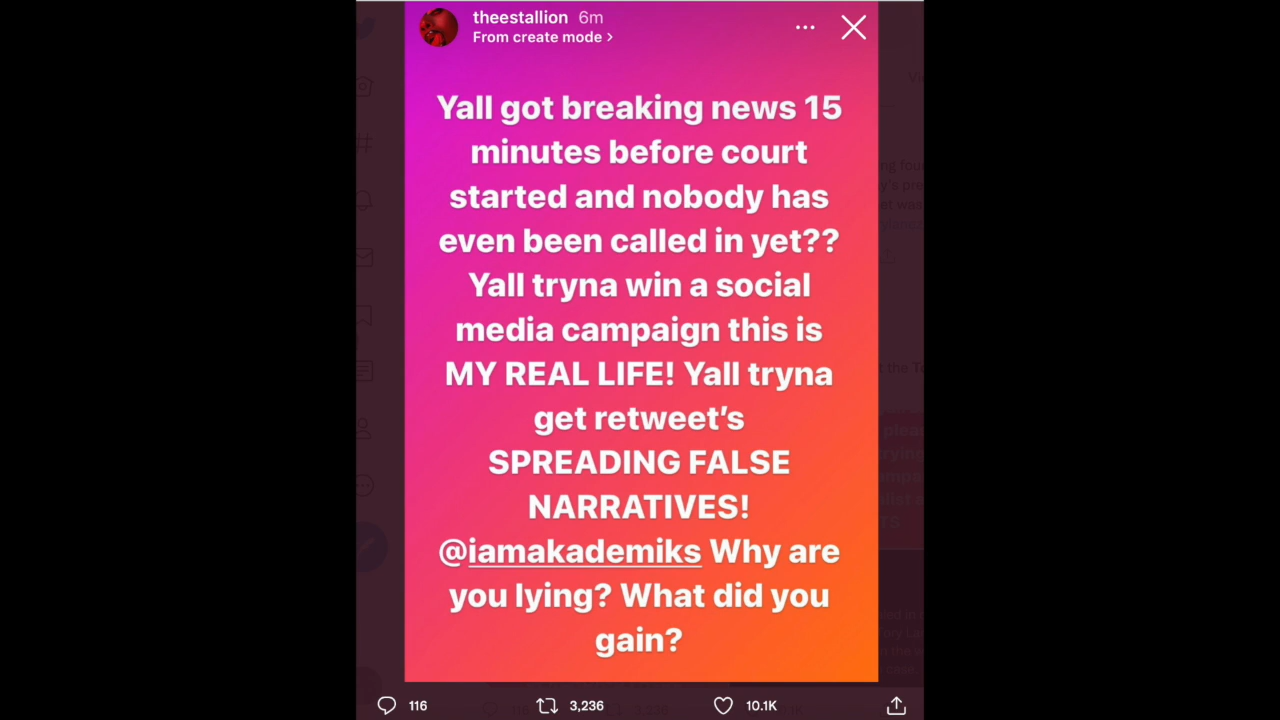 theestallion 6m
From create mode >
Yall got breaking news 15
minutes before court
started and nobody has
even been called in yet??
Yall tryna win a social
media campaign this is
MY REAL LIFE! Yall tryna
get retweet's
SPREADING FALSE
NARRATIVES!
@iamakademiks Why are
you lying? What did you
gain?
116 3,236 10.1K